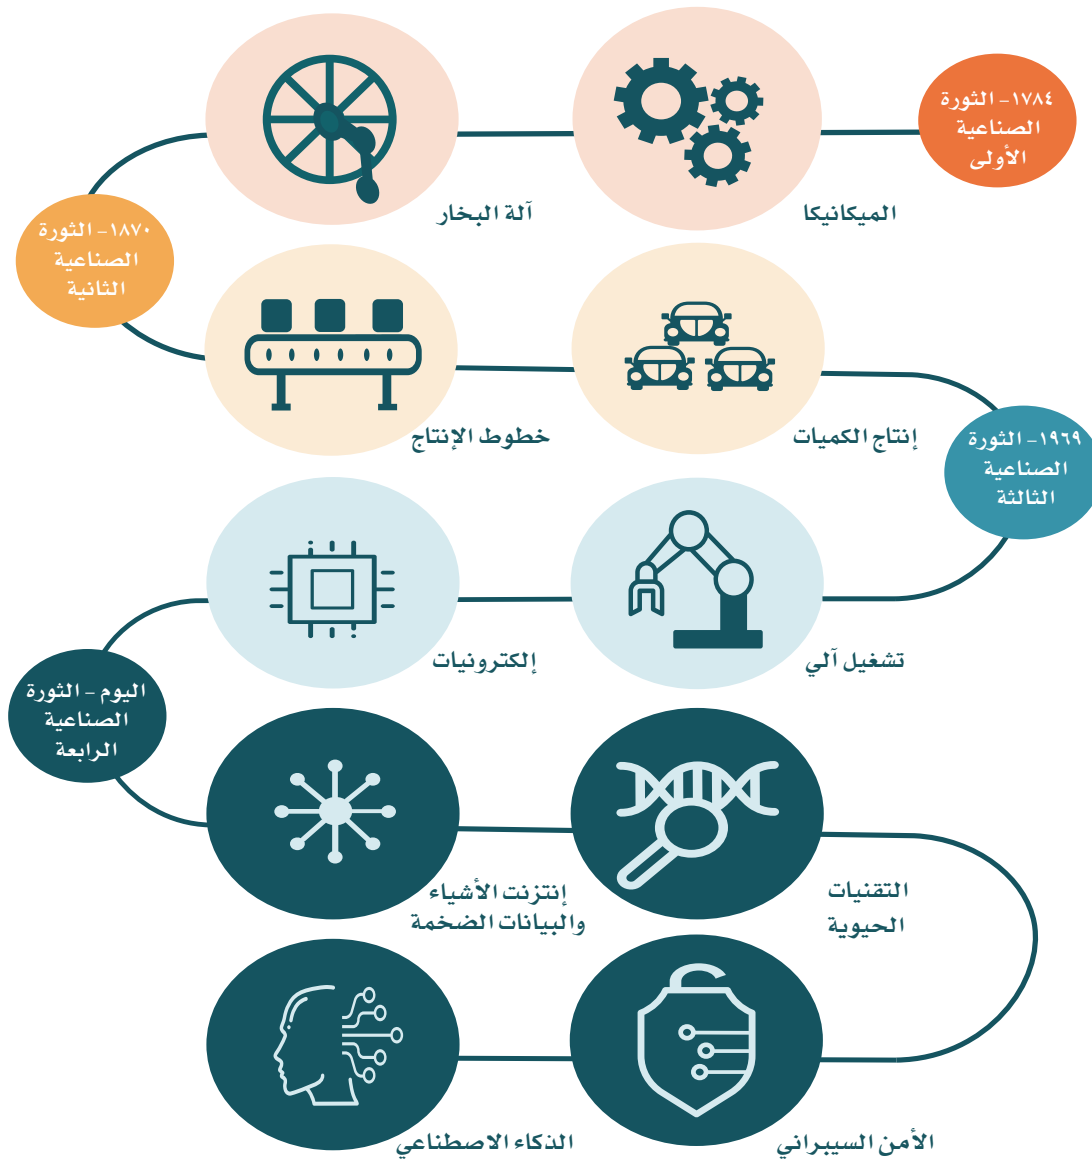 ١٧٨٤- الثورة
الصناعية
الأولى
الميكانيكا
آلة البخار
١٨٧٠- الثورة
الصناعية
الثانية
خطوط الإنتاج
إنتاج الكميات
١٩٦٩- الثورة
الصناعية
الثالثة
تشغيل آلي
إلكترونيات
اليوم - الثورة
الصناعية
الرابعة
إنتزنت الأشياء
والبيانات الضخمة
التقنيات
الحيوية
الأمن السيبراني
الذكاء الاصطناعي